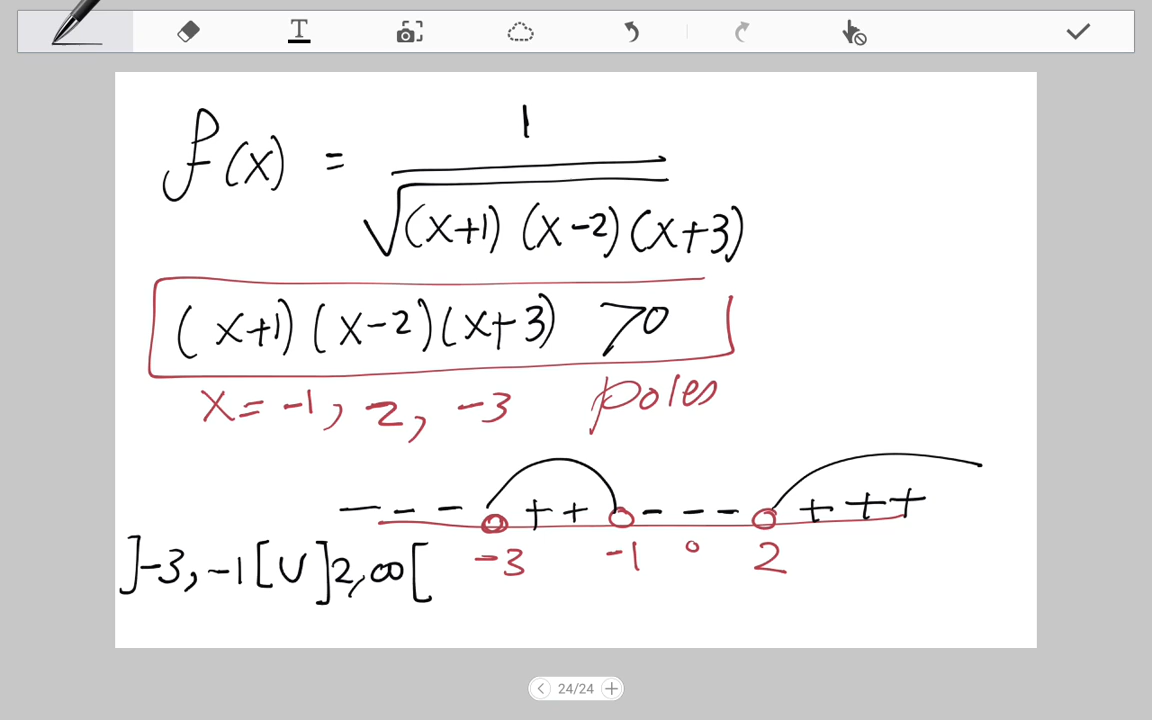 T
f(x) = 1 / √(x+1) (x-2)(x+3)
(x+1) (x-2)(x+3) >0
x = -1, 2, -3 poles
- - - + + - - - + + +
-3 -1 0 2
]-3, -1[ U ]2, ∞[
24/24